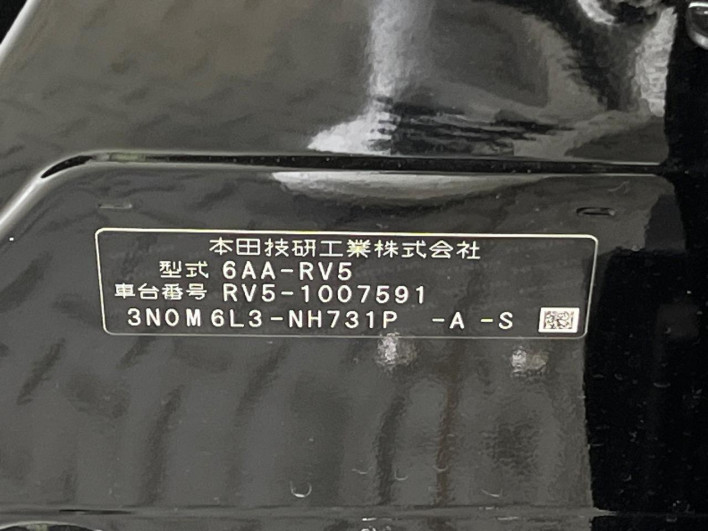 本田技研工業株式会社
型式 6AA-RV5
車台番号 RV5-1007591
3N0M6L3-NH731P -A -S